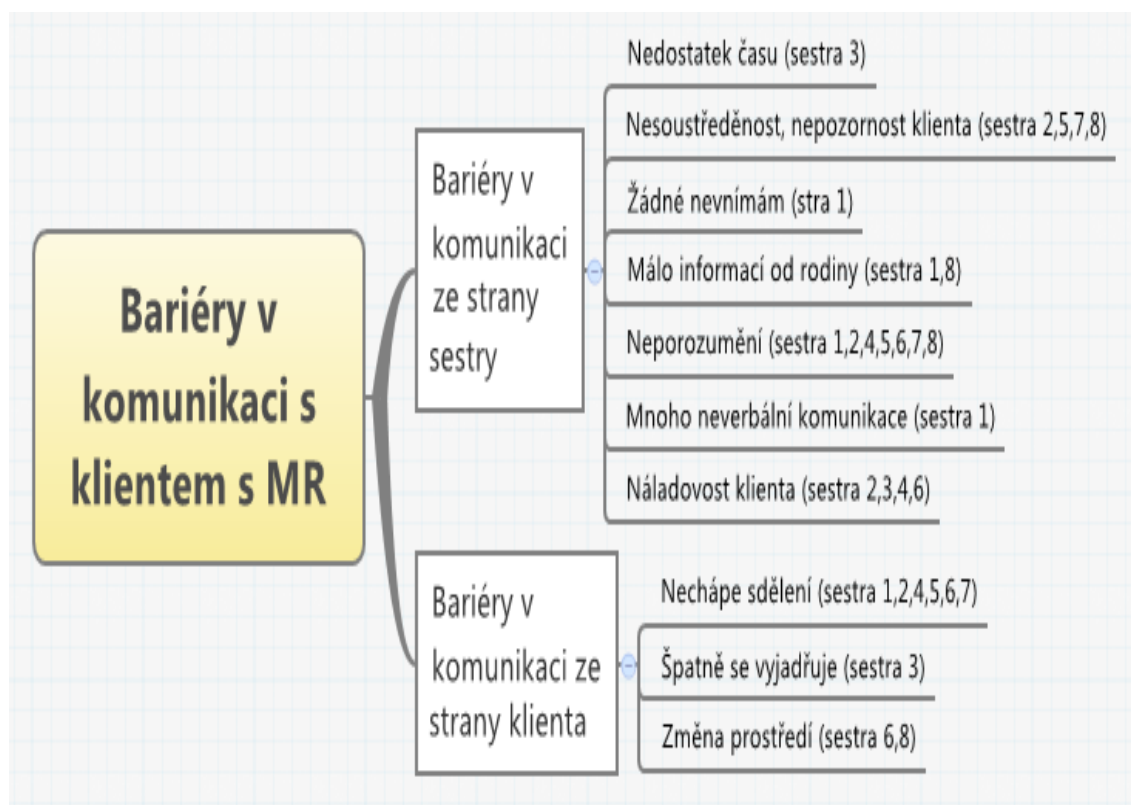 Bariéry v
komunikaci s
klientem s MR
Bariéry v
komunikaci
ze strany
sestry
Nedostatek času (sestra 3)
Nesoustředěnost, nepozornost klienta (sestra 2,5,7,8)
Žádné nevnímám (stra 1)
Málo informací od rodiny (sestra 1,8)
Neporozumění (sestra 1,2,4,5,6,7,8)
Mnoho neverbální komunikace (sestra 1)
Náladovost klienta (sestra 2,3,4,6)
Bariéry v
komunikaci ze
strany klienta
Nechápe sdělení (sestra 1,2,4,5,6,7)
Špatně se vyjadřuje (sestra 3)
Změna prostředí (sestra 6,8)